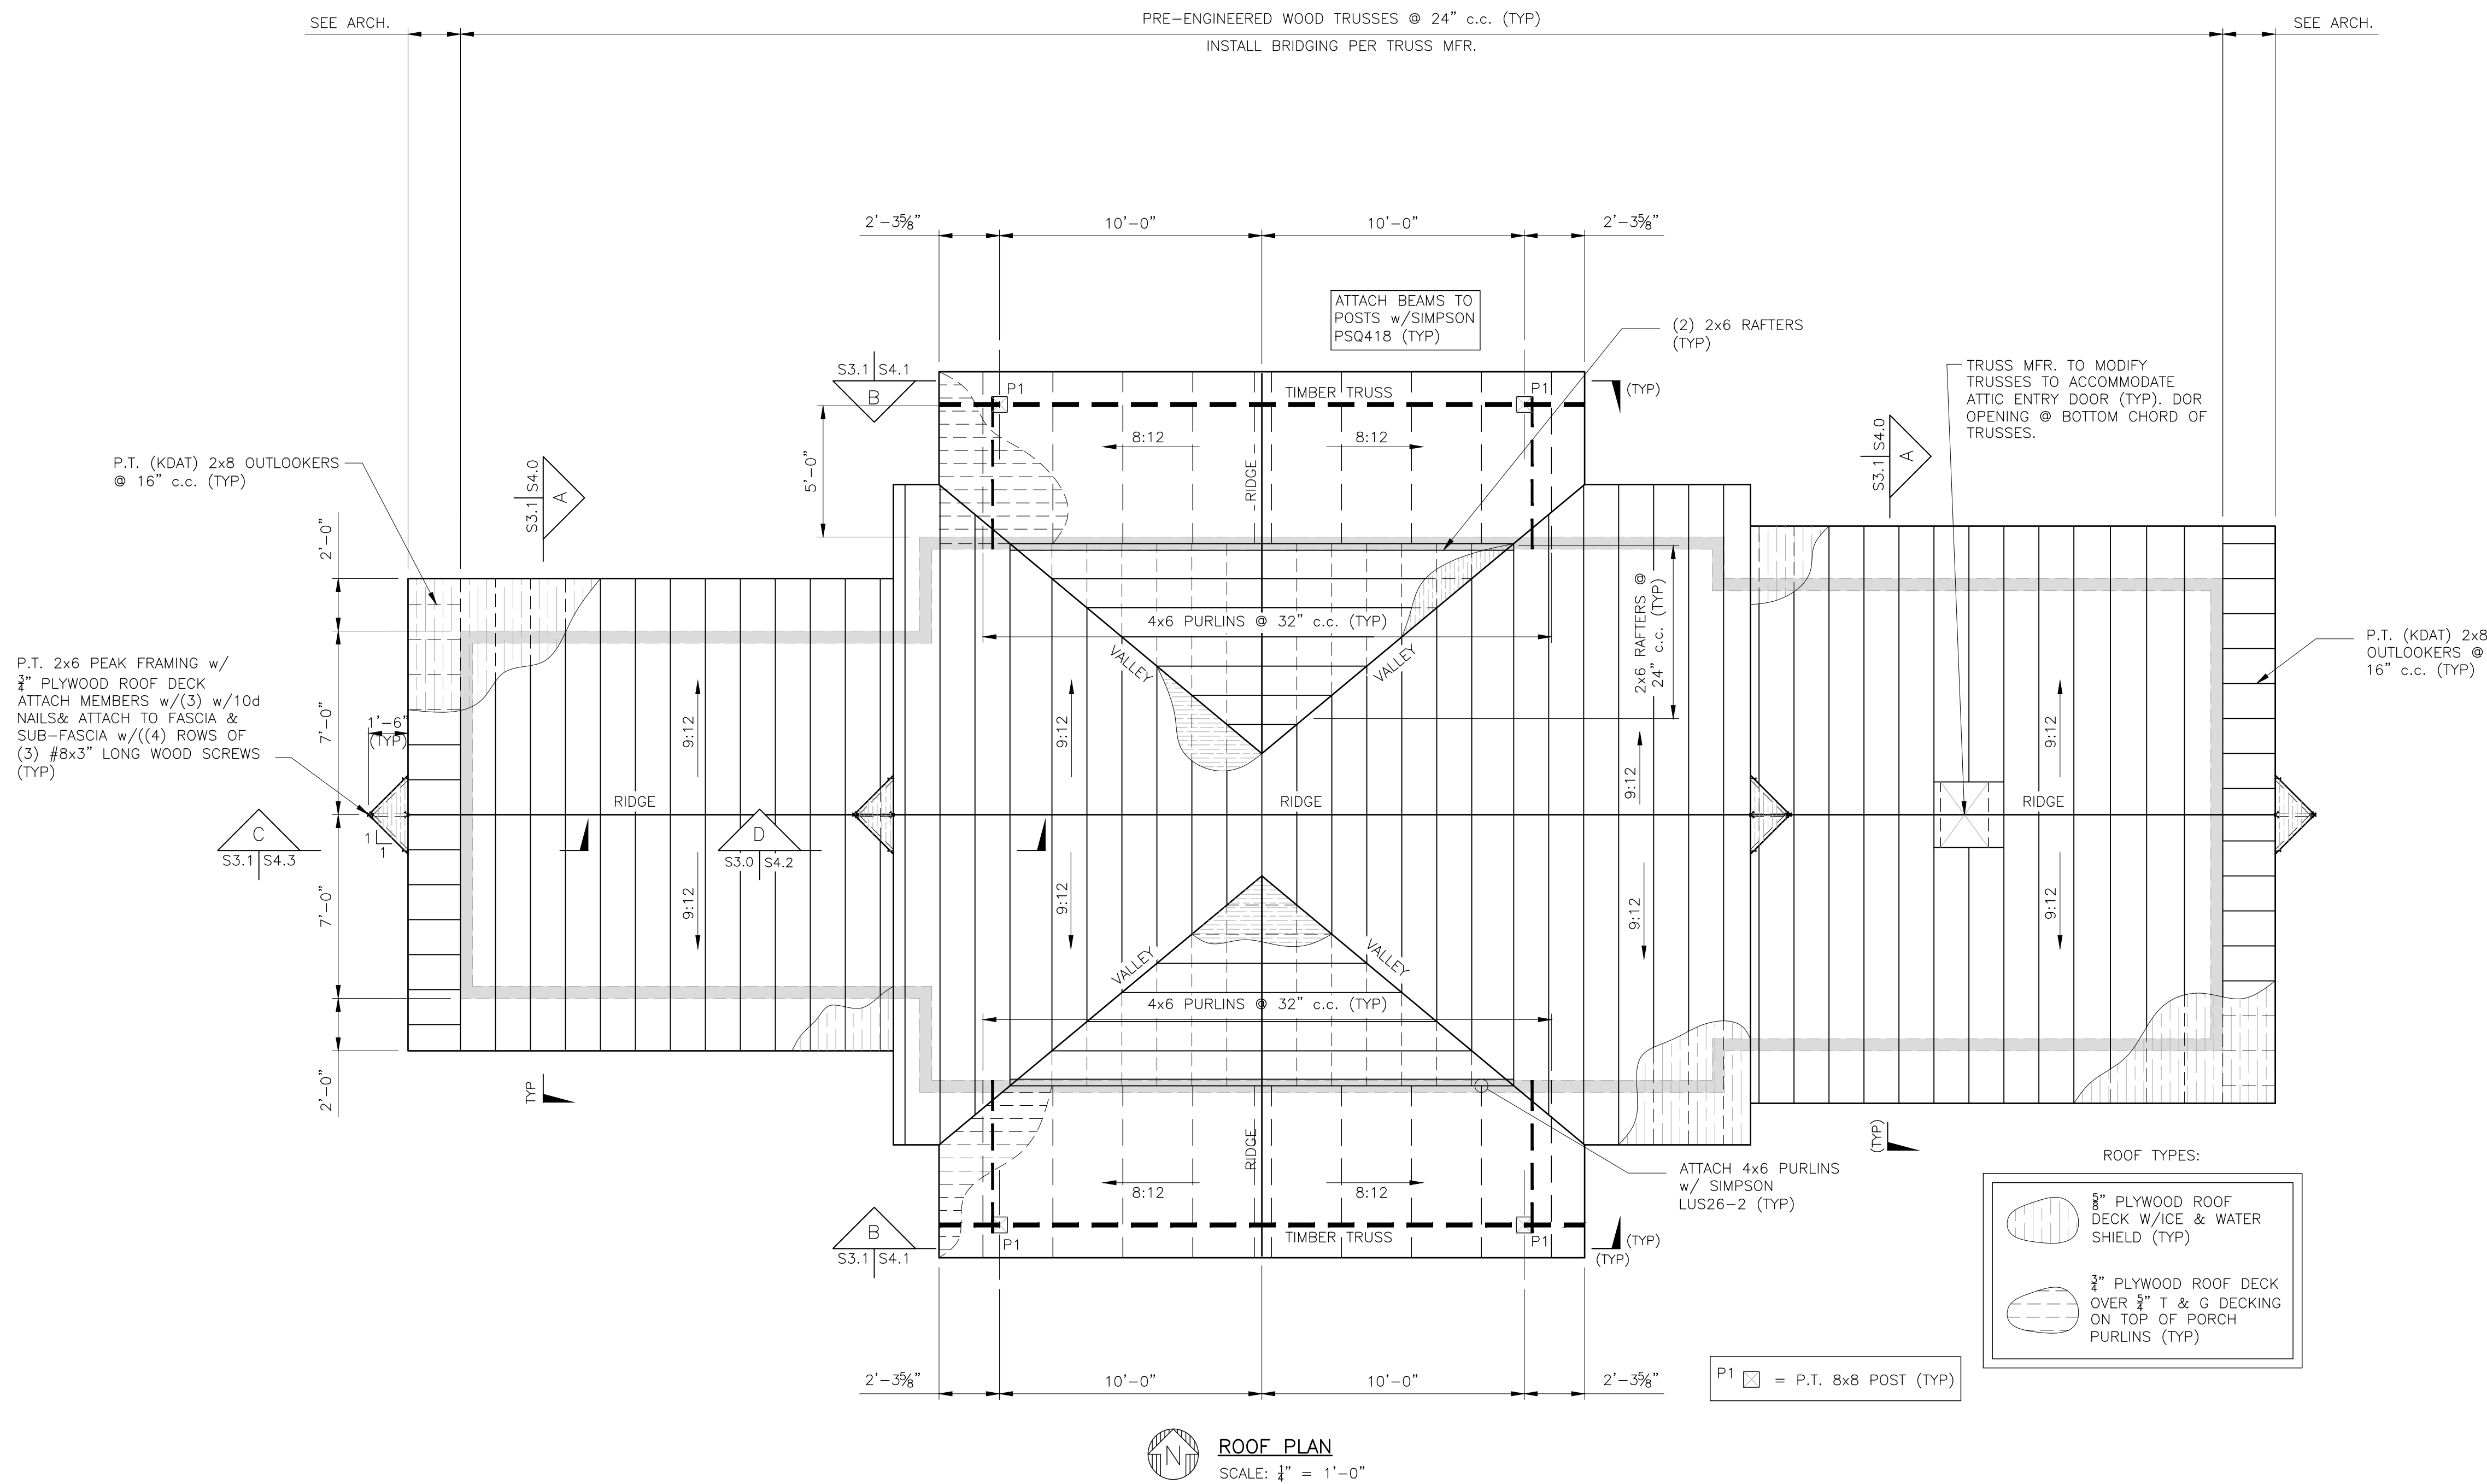 SEE ARCH.
PRE-ENGINEERED WOOD TRUSSES @ 24" c.c. (TYP)
INSTALL BRIDGING PER TRUSS MFR.
SEE ARCH.
2'-3⅝"
10'-0"
10'-0"
2'-3⅝"
ATTACH BEAMS TO
POSTS w/SIMPSON
PSQ418 (TYP)
(2) 2x6 RAFTERS
(TYP)
TRUSS MFR. TO MODIFY
TRUSSES TO ACCOMMODATE
ATTIC ENTRY DOOR (TYP). DOR
OPENING @ BOTTOM CHORD OF
TRUSSES.
S3.1 S4.1
B
P1
TIMBER TRUSS
P1
(TYP)
8:12
8:12
RIDGE
5'-0"
P.T. (KDAT) 2x8 OUTLOOKERS
@ 16" c.c. (TYP)
S3.1 S4.0
A
S3.1 S4.0
A
2'-0"
7'-0"
7'-0"
2'-0"
P.T. 2x6 PEAK FRAMING w/
¾" PLYWOOD ROOF DECK
ATTACH MEMBERS w/(3) w/10d
NAILS& ATTACH TO FASCIA &
SUB-FASCIA w/((4) ROWS OF
(3) #8x3" LONG WOOD SCREWS
(TYP)
1'-6"
(TYP)
4x6 PURLINS @ 32" c.c. (TYP)
VALLEY
VALLEY
2x6 RAFTERS @
24" c.c. (TYP)
P.T. (KDAT) 2x8
OUTLOOKERS @
16" c.c. (TYP)
9:12
9:12
9:12
9:12
RIDGE
RIDGE
RIDGE
C
S3.1 S4.3
1
1
D
S3.0 S4.2
9:12
9:12
9:12
9:12
VALLEY
VALLEY
4x6 PURLINS @ 32" c.c. (TYP)
TYP
(TYP)
RIDGE
8:12
8:12
ATTACH 4x6 PURLINS
w/ SIMPSON
LUS26-2 (TYP)
B
S3.1 S4.1
P1
TIMBER TRUSS
P1
(TYP)
(TYP)
ROOF TYPES:
⅝" PLYWOOD ROOF
DECK W/ICE & WATER
SHIELD (TYP)
¾" PLYWOOD ROOF DECK
OVER 5/4" T & G DECKING
ON TOP OF PORCH
PURLINS (TYP)
2'-3⅝"
10'-0"
10'-0"
2'-3⅝"
P1 = P.T. 8x8 POST (TYP)
N
ROOF PLAN
SCALE: ¼" = 1'-0"